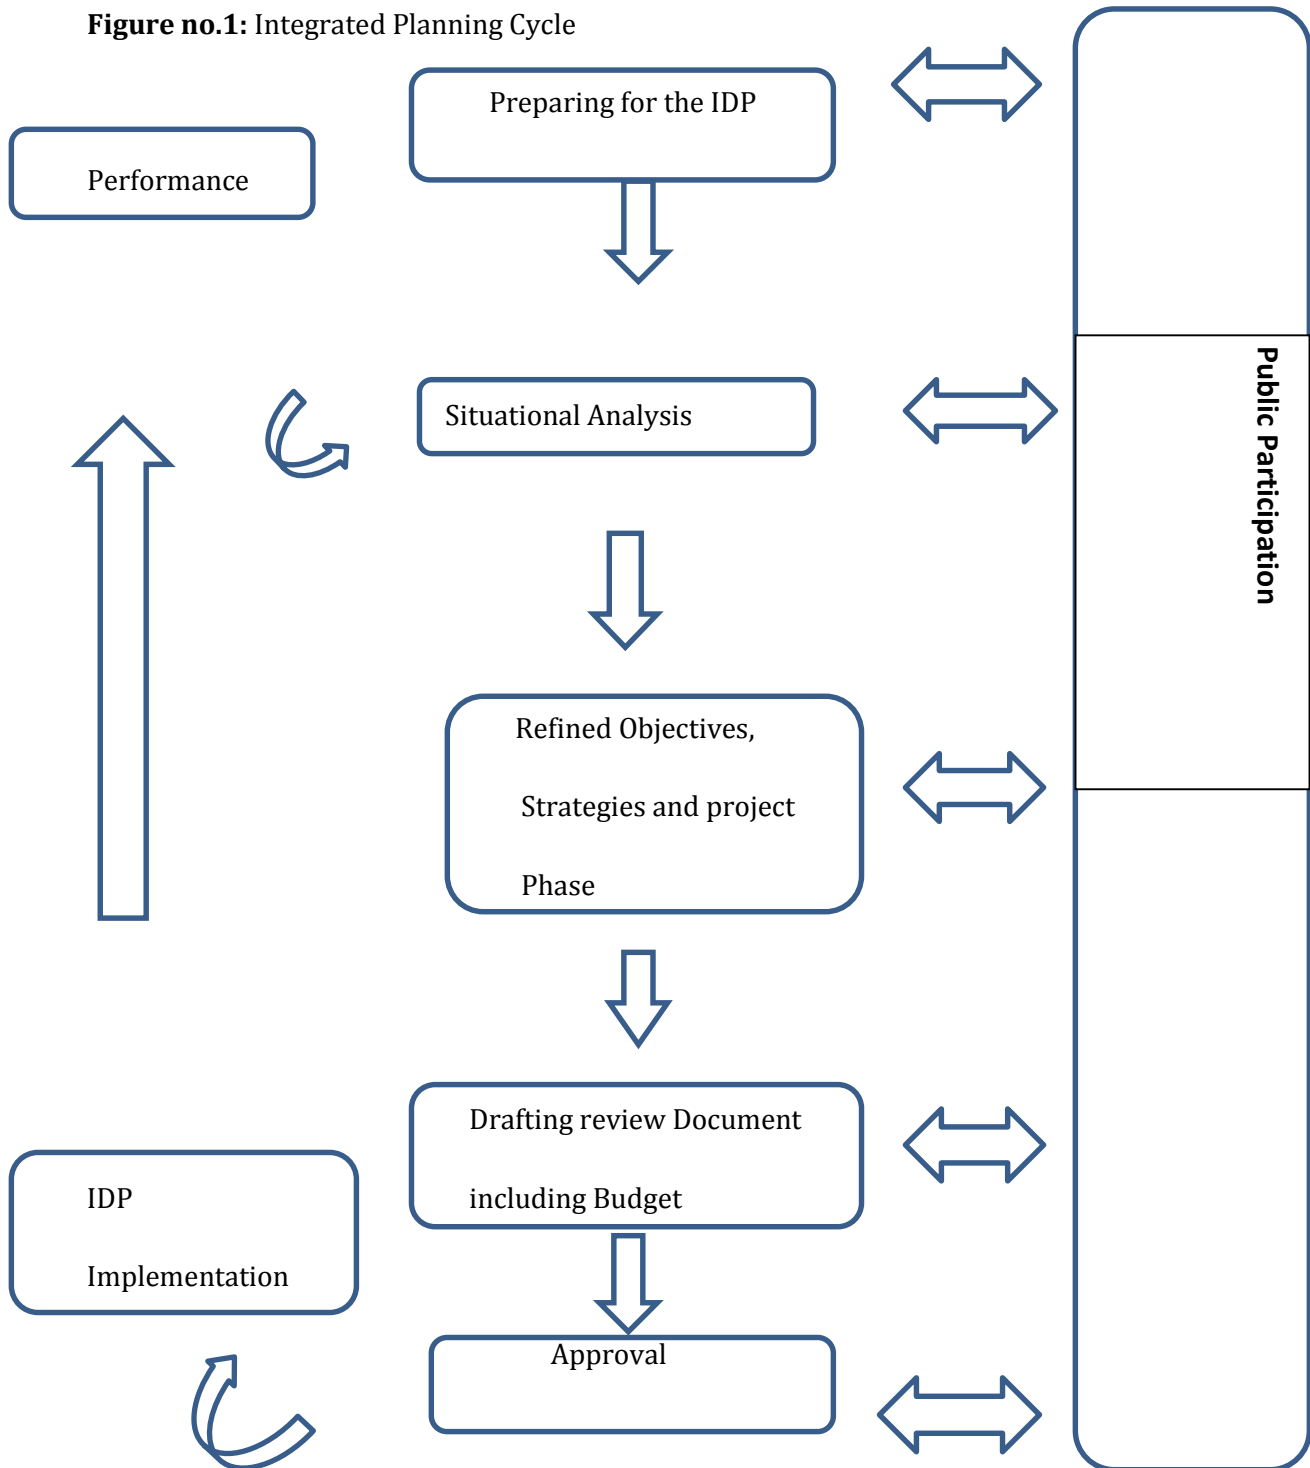 Figure no.1: Integrated Planning Cycle
Preparing for the IDP
Performance
Situational Analysis
Public Participation
Refined Objectives,
Strategies and project
Phase
Drafting review Document
including Budget
IDP
Implementation
Approval